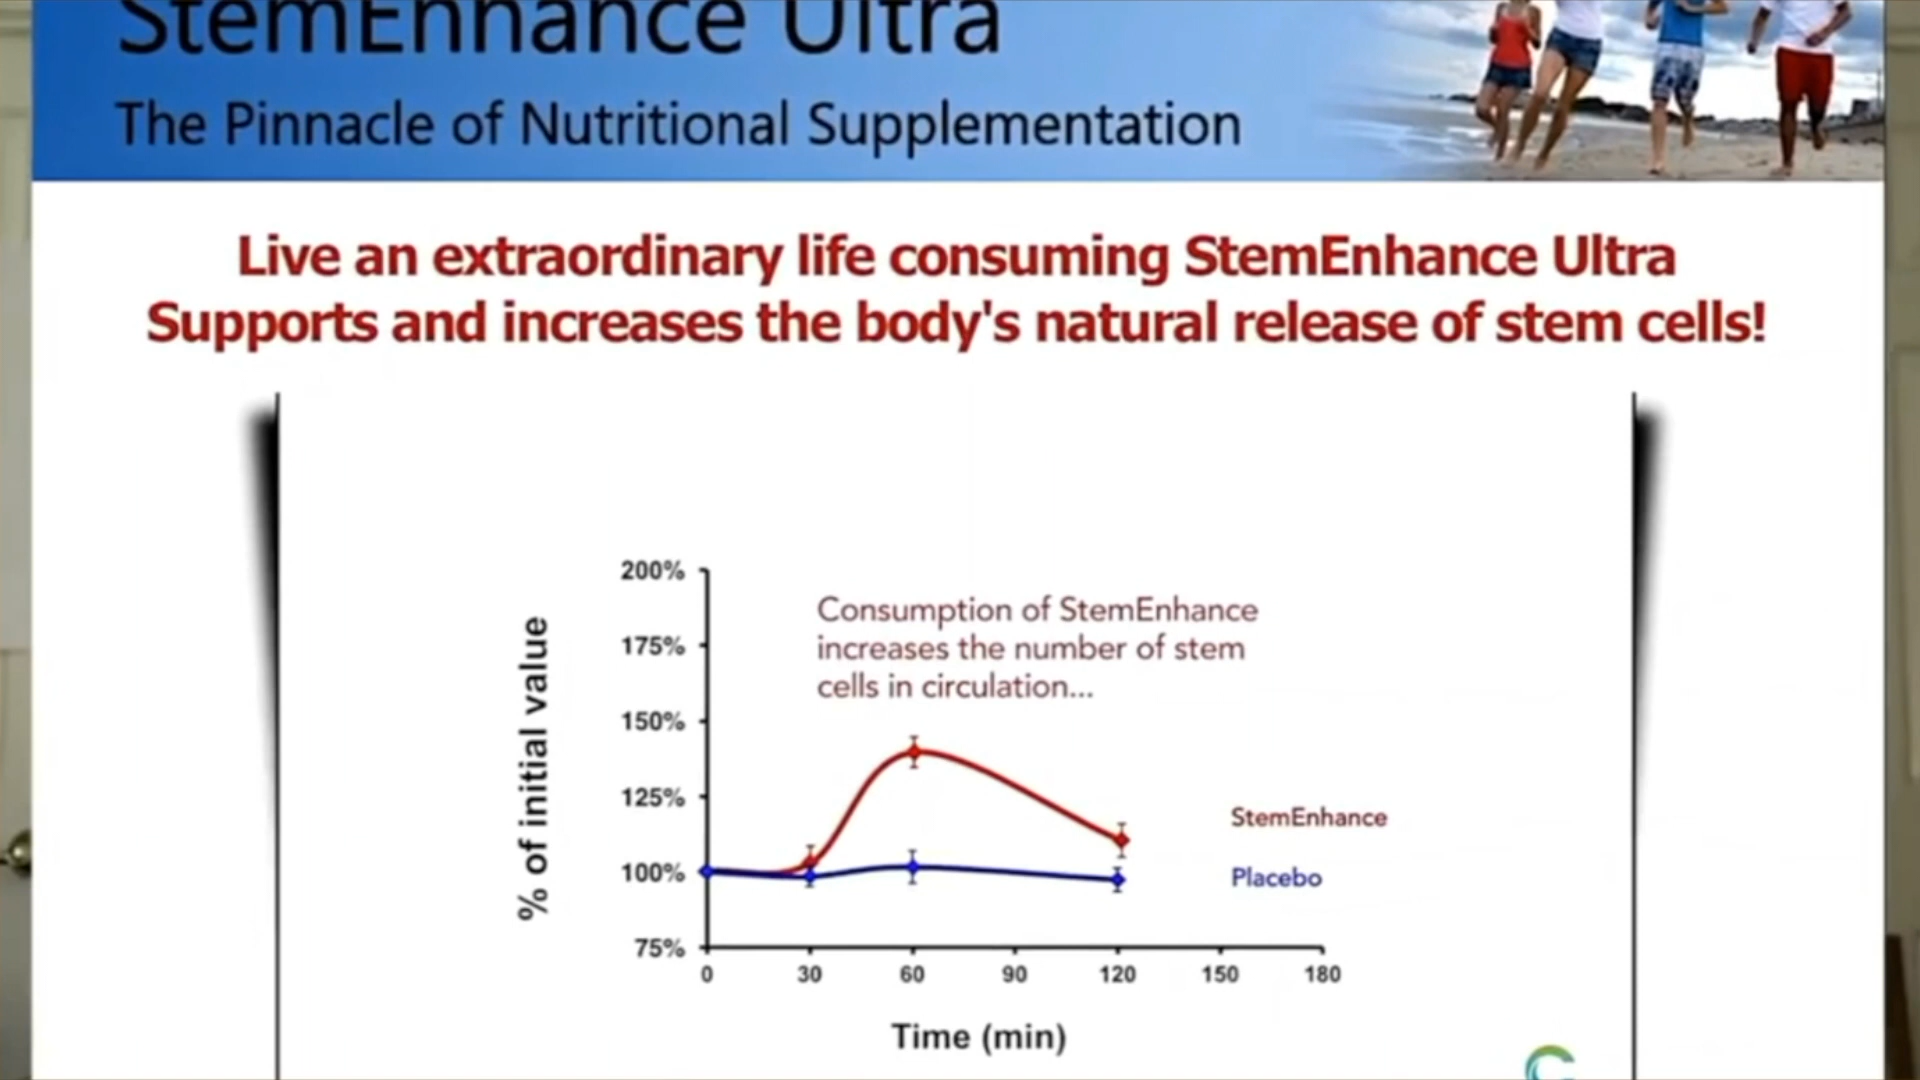 StemEnhance Ultra
The Pinnacle of Nutritional Supplementation
Live an extraordinary life consuming StemEnhance Ultra
Supports and increases the body's natural release of stem cells!
200%
175%
150%
125%
100%
75%
% of initial value
Consumption of StemEnhance
increases the number of stem
cells in circulation...
StemEnhance
Placebo
0 30 60 90 120 150 180
Time (min)